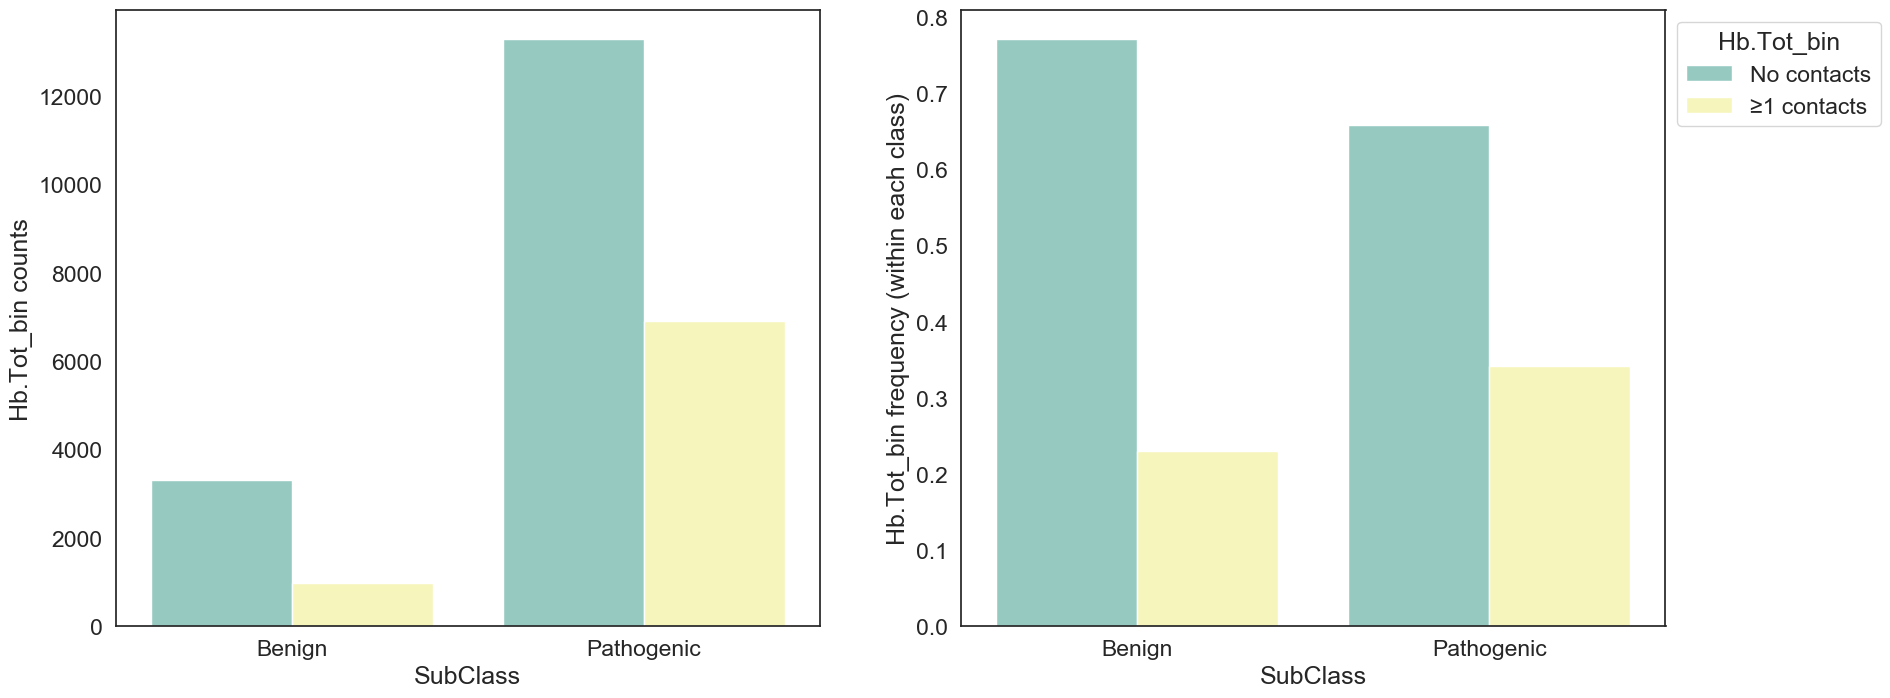 Hb.Tot_bin counts
12000
10000
8000
6000
4000
2000
0
Benign
Pathogenic
SubClass
Hb.Tot_bin frequency (within each class)
0.8
0.7
0.6
0.5
0.4
0.3
0.2
0.1
0.0
Benign
Pathogenic
SubClass
Hb.Tot_bin
No contacts
≥1 contacts